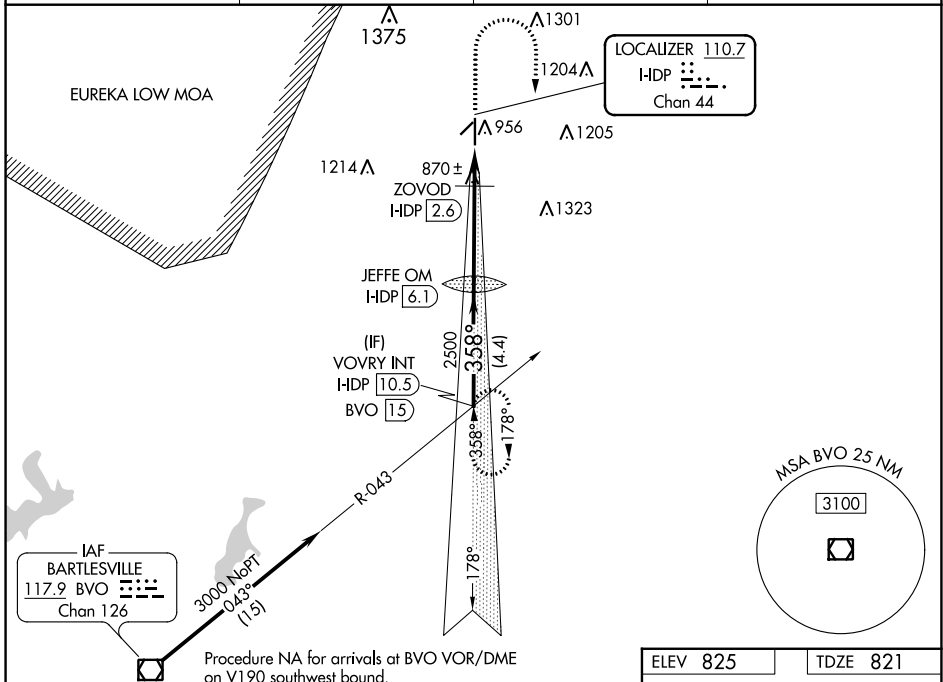 1375
1301
EUREKA LOW MOA
1204
LOCALIZER 110.7
I-IDP
Chan 44
956
1205
1214
870 ±
ZOVOD
I-IDP 2.6
1323
JEFFE OM
I-IDP 6.1
2500
358°
(4.4)
(IF)
VOVRY INT
I-IDP 10.5
BVO 15
358°
178°
R-043
178°
MSA BVO 25 NM
3100
IAF
BARTLESVILLE
117.9 BVO
Chan 126
3000 NoPT
043°
(15)
Procedure NA for arrivals at BVO VOR/DME
on V190 southwest bound.
ELEV 825
TDZE 821